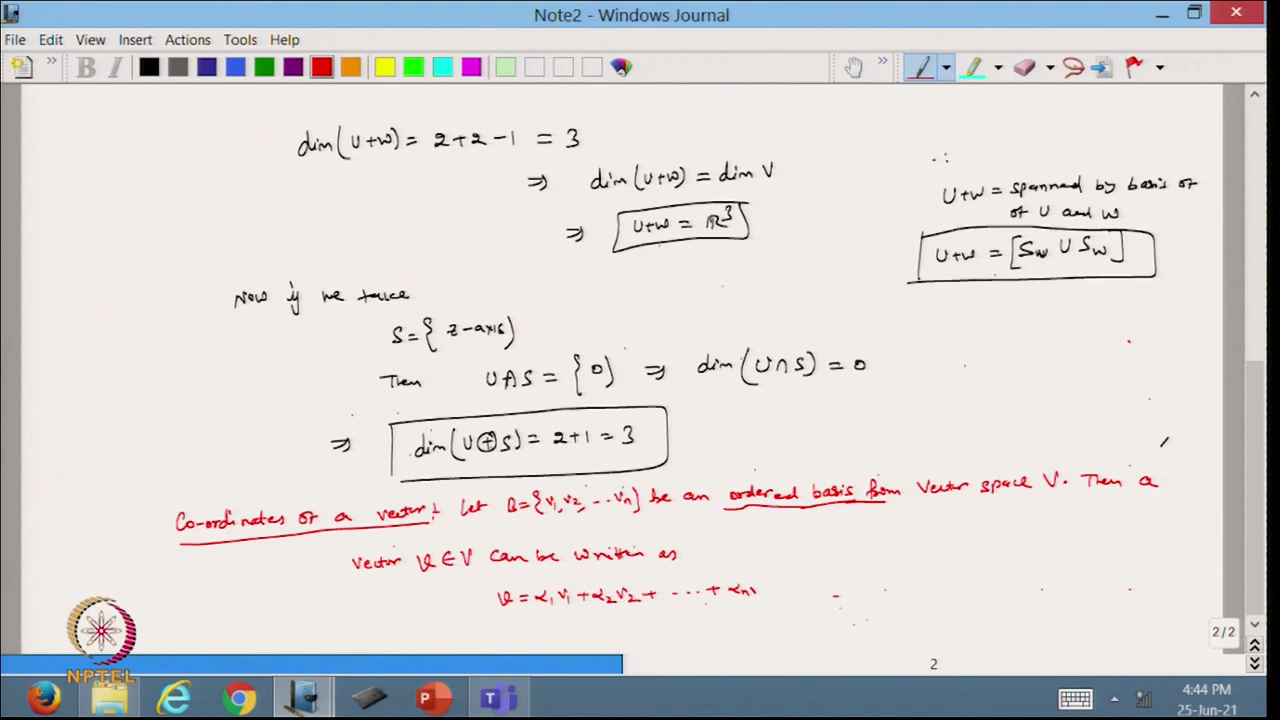 Note2 - Windows Journal
File Edit View Insert Actions Tools Help
dim(U+W) = 2+2-1 = 3
⇒ dim(U+W) = dim V
⇒ U+W = ℝ³
∴
U+W = spanned by basis of
of U and W
U+W = [S_W ∪ S_W]
Now if we take
S = { z-axis}
Then U∩S = {0} ⇒ dim(U∩S) = 0
⇒ dim(U⊕S) = 2+1 = 3
Co-ordinates of a vector: Let B = {v₁, v₂, ... vₙ} be an ordered basis from Vector space V. Then a
vector v ∈ V can be written as
v = α₁v₁ + α₂v₂ + ... + αₙv
2/2
2
NPTEL
4:44 PM
25-Jun-21